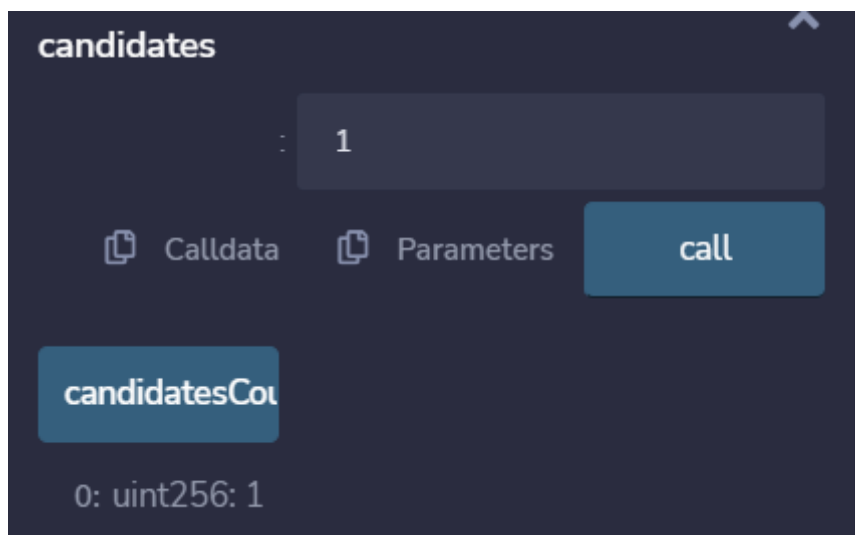 candidates
: 1
Calldata Parameters call
candidatesCou
0: uint256: 1